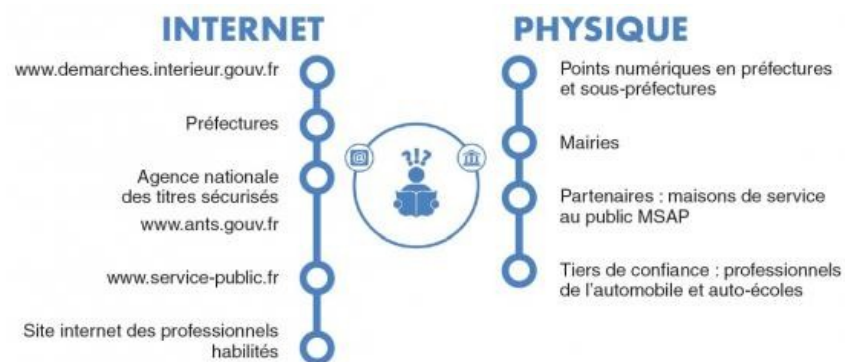 INTERNET
www.demarches.interieur.gouv.fr
Préfectures
Agence nationale
des titres sécurisés
www.ants.gouv.fr
www.service-public.fr
Site internet des professionnels
habilités
@
!?
PHYSIQUE
Points numériques en préfectures
et sous-préfectures
Mairies
Partenaires : maisons de service
au public MSAP
Tiers de confiance : professionnels
de l'automobile et auto-écoles